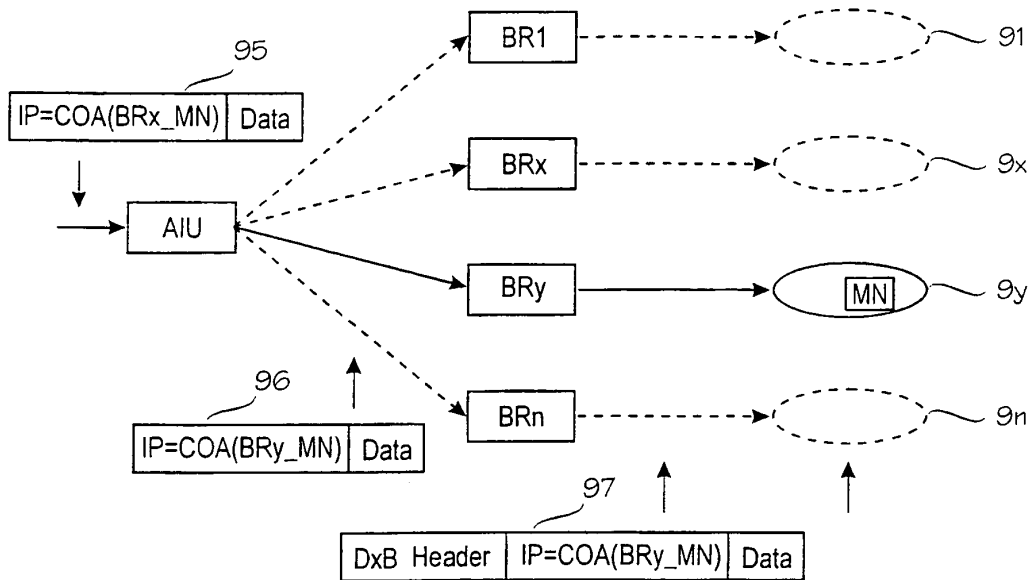 BR1
91
95
IP=COA(BRx_MN) Data
BRx
9x
AIU
BRy
MN
9y
96
IP=COA(BRy_MN) Data
BRn
9n
97
DxB Header IP=COA(BRy_MN) Data